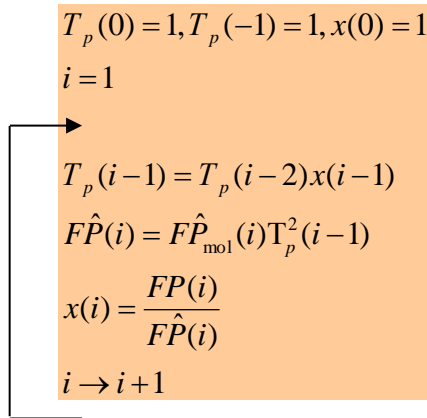 T_p(0) = 1, T_p(-1) = 1, x(0) = 1
i = 1
T_p(i-1) = T_p(i-2)x(i-1)
FP̂(i) = FP̂_mol(i)T_p^2(i-1)
x(i) = FP(i) / FP̂(i)
i → i+1